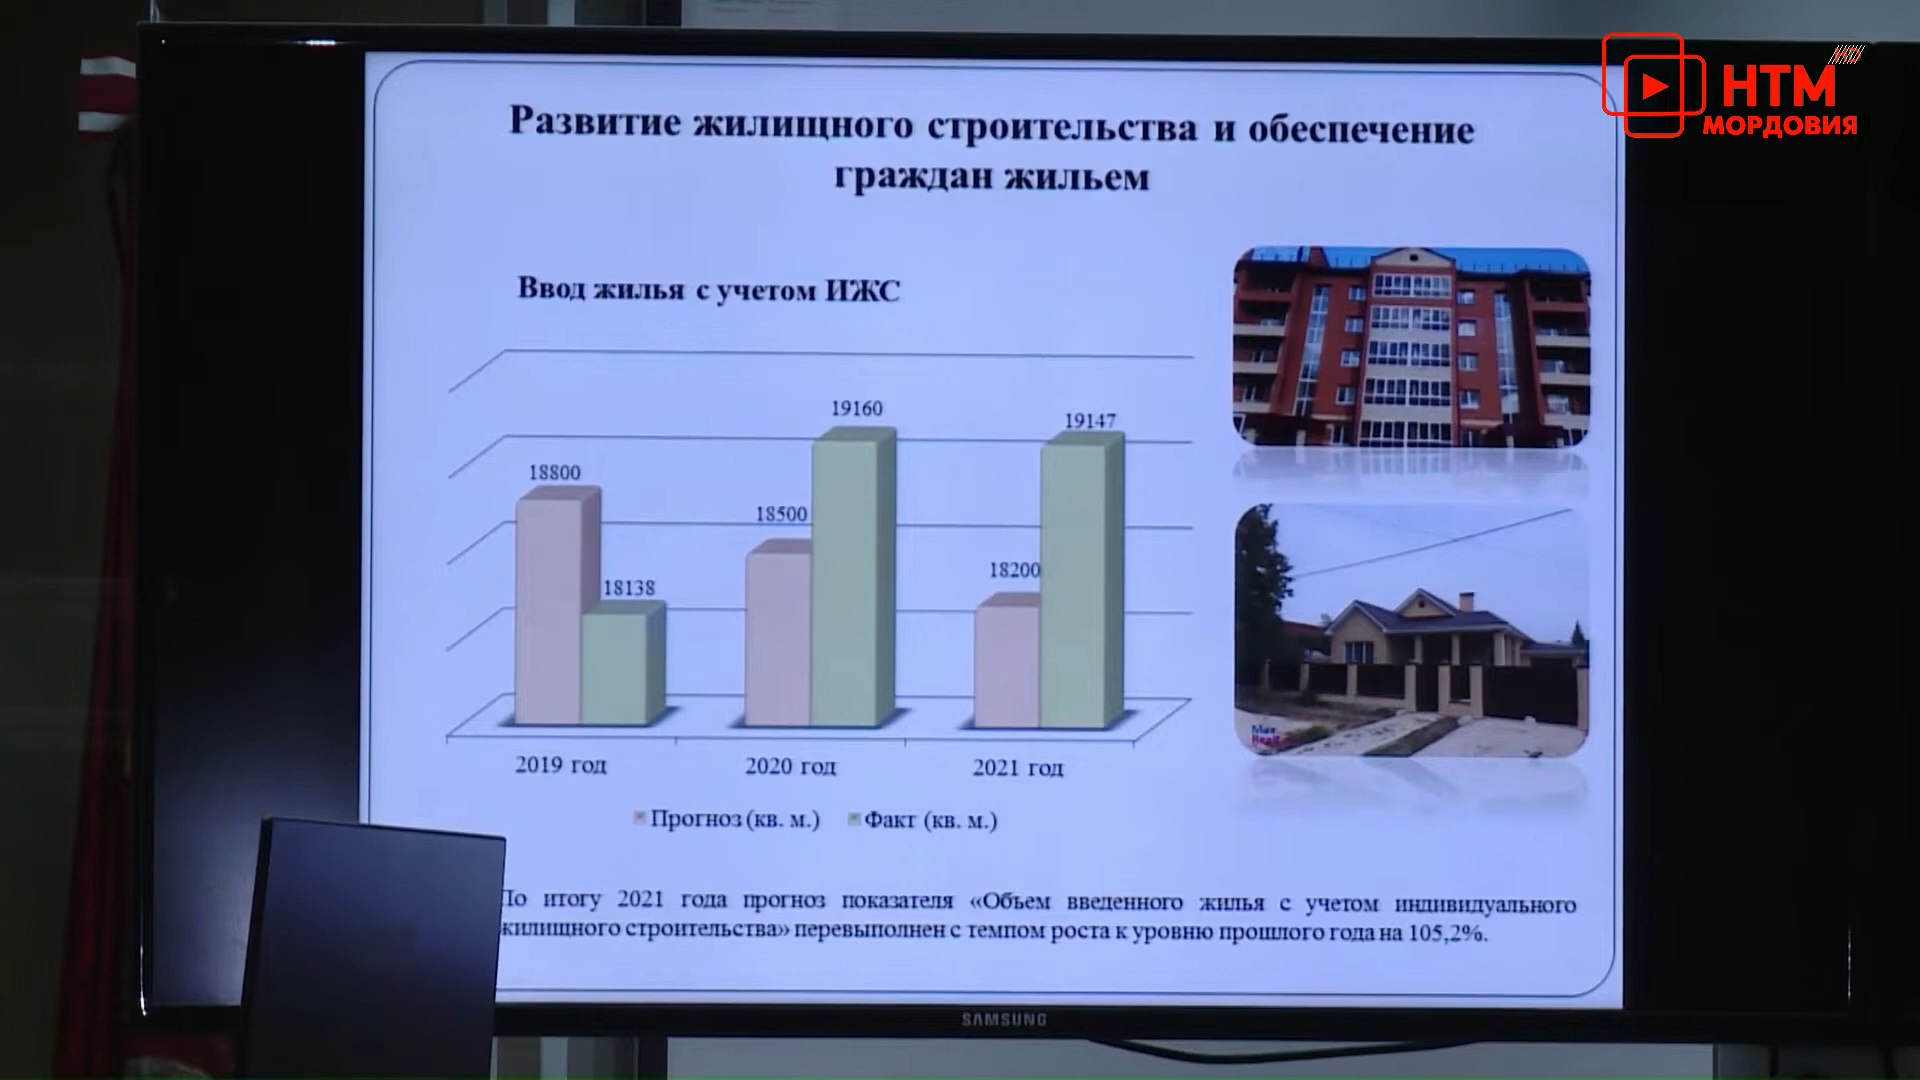 НТМ
МОРДОВИЯ
Развитие жилищного строительства и обеспечение
граждан жильем
Ввод жилья с учетом ИЖС
18800
18138
18500
19160
18200
19147
2019 год
2020 год
2021 год
Прогноз (кв. м.)
Факт (кв. м.)
По итогу 2021 года прогноз показателя «Объем введенного жилья с учетом индивидуального
жилищного строительства» перевыполнен с темпом роста к уровню прошлого года на 105,2%.
SAMSUNG